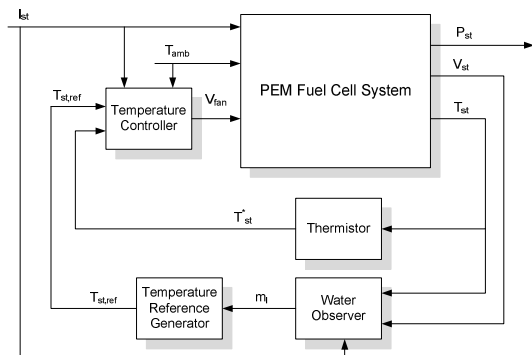 I_st
P_st
T_amb
V_st
PEM Fuel Cell System
T_st,ref
Temperature
Controller
V_fan
T_st
T*_st
Thermistor
T_st,ref
Temperature
Reference
Generator
m_l
Water
Observer